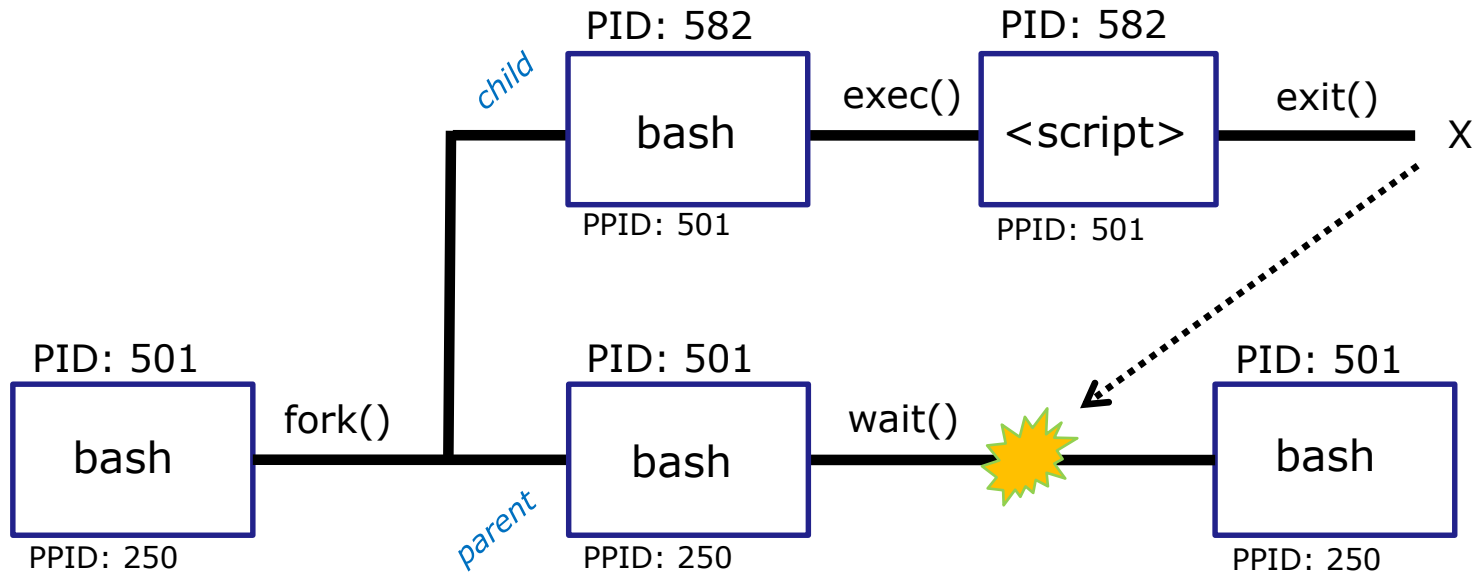 PID: 582
PID: 582
child
bash
exec()
<script>
exit()
X
PPID: 501
PPID: 501
PID: 501
PID: 501
PID: 501
bash
fork()
bash
wait()
bash
parent
PPID: 250
PPID: 250
PPID: 250